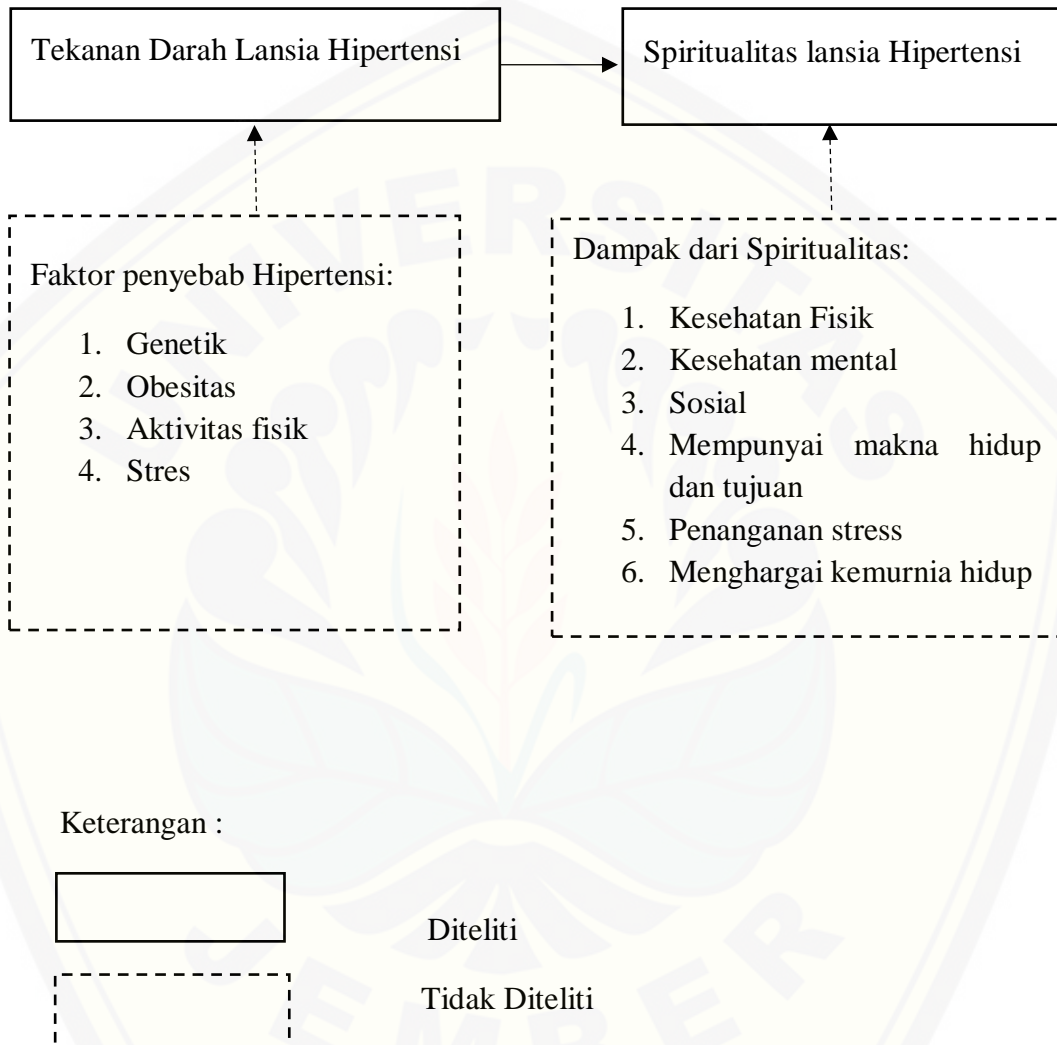 Tekanan Darah Lansia Hipertensi
Spiritualitas lansia Hipertensi
Faktor penyebab Hipertensi:
1. Genetik
2. Obesitas
3. Aktivitas fisik
4. Stres
Dampak dari Spiritualitas:
1. Kesehatan Fisik
2. Kesehatan mental
3. Sosial
4. Mempunyai makna hidup
dan tujuan
5. Penanganan stress
6. Menghargai kemurnia hidup
Keterangan :
Diteliti
Tidak Diteliti
UNIVERSITAS
JEMBER